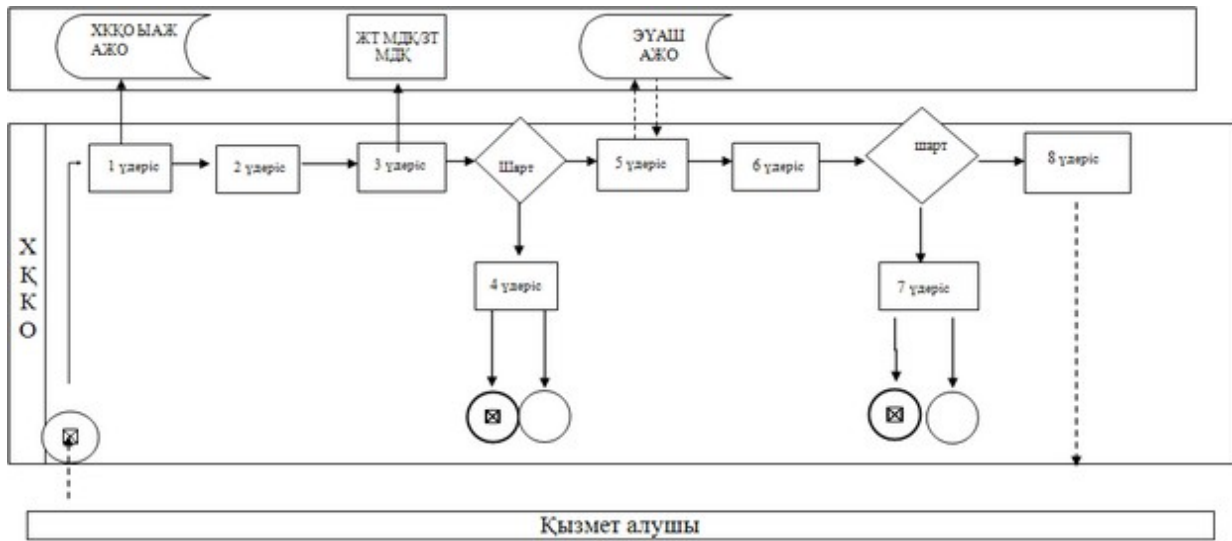 ХКҚО ЫАЖ
АЖО
ЖТ МДҚ/ЗТ
МДҚ
ЭҮАШ
АЖО
1 үдеріс
2 үдеріс
3 үдеріс
Шарт
5 үдеріс
6 үдеріс
шарт
8 үдеріс
4 үдеріс
7 үдеріс
Х
Қ
К
О
Қызмет алушы